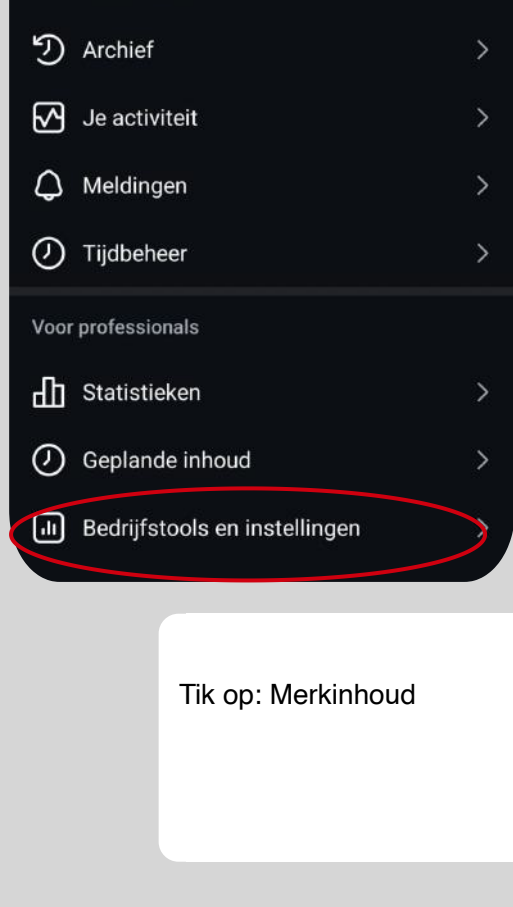 Archief
Je activiteit
Meldingen
Tijdbeheer
Voor professionals
Statistieken
Geplande inhoud
Bedrijfstools en instellingen
Tik op: Merkinhoud